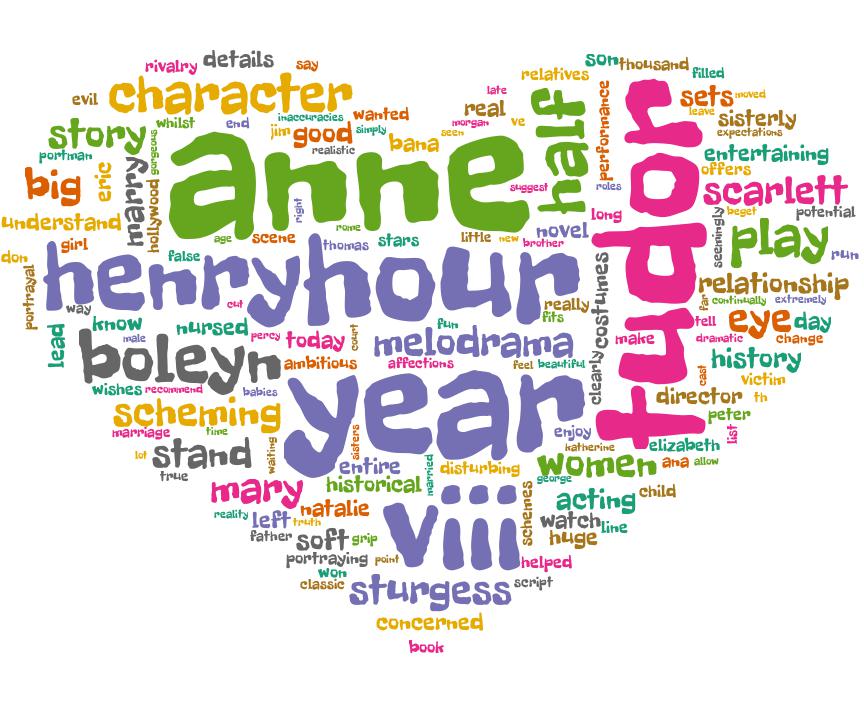 rivalry details say
son thousand
relatives filled
evil character late real sets moved
whilst end inaccuracies wanted leave sisterly
story jim good simply bana seen morgan ve half performance expectations
portman gorgeous realistic
anne
tudor
entertaining
big eric marry hollywood suggest roles offers scarlett
right
understand rome long beget potential
age scene thomas stars little new novel seemingly play
girl brother run
don false
portrayal henry hour really costumes relationship
way cut fits far continually extremely
lead know nursed percy today court fun tell eye day
male boleyn melodrama make dramatic change
ambitious affections feel beautiful history
wishes recommend babies year clearly cast victim
scheming director th
marriage time sisters enjoy peter
lot stand waiting katherine elizabeth list
true entire married disturbing women ana allow
mary historical george
natalie viii schemes acting child
reality left truth watch line
father soft grip huge
portraying point helped
won
classic sturgess script
concerned
book